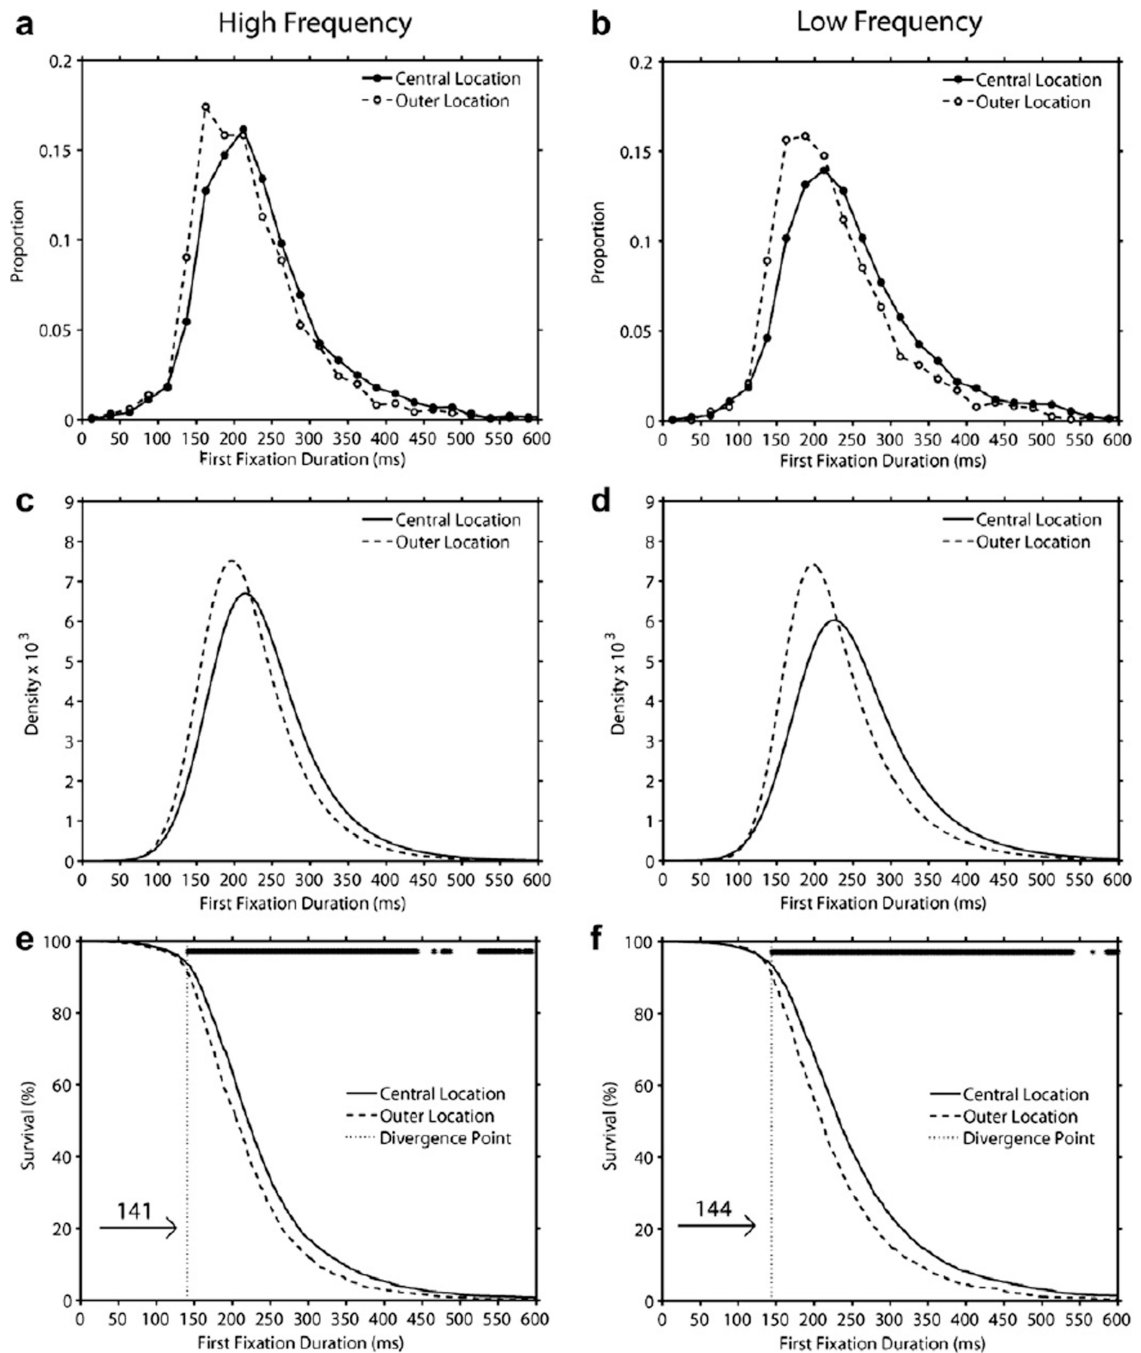 a High Frequency
b Low Frequency
0.2
0.15
0.1
0.05
0
Proportion
Central Location
Outer Location
0 50 100 150 200 250 300 350 400 450 500 550 600
First Fixation Duration (ms)
0.2
0.15
0.1
0.05
0
Proportion
Central Location
Outer Location
0 50 100 150 200 250 300 350 400 450 500 550 600
First Fixation Duration (ms)
c
9
8
7
6
5
4
3
2
1
0
Density x 10 3
Central Location
Outer Location
0 50 100 150 200 250 300 350 400 450 500 550 600
First Fixation Duration (ms)
d
9
8
7
6
5
4
3
2
1
0
Density x 10 3
Central Location
Outer Location
0 50 100 150 200 250 300 350 400 450 500 550 600
First Fixation Duration (ms)
e
100
80
60
40
20
0
Survival (%)
Central Location
Outer Location
Divergence Point
141
0 50 100 150 200 250 300 350 400 450 500 550 600
First Fixation Duration (ms)
f
100
80
60
40
20
0
Survival (%)
Central Location
Outer Location
Divergence Point
144
0 50 100 150 200 250 300 350 400 450 500 550 600
First Fixation Duration (ms)